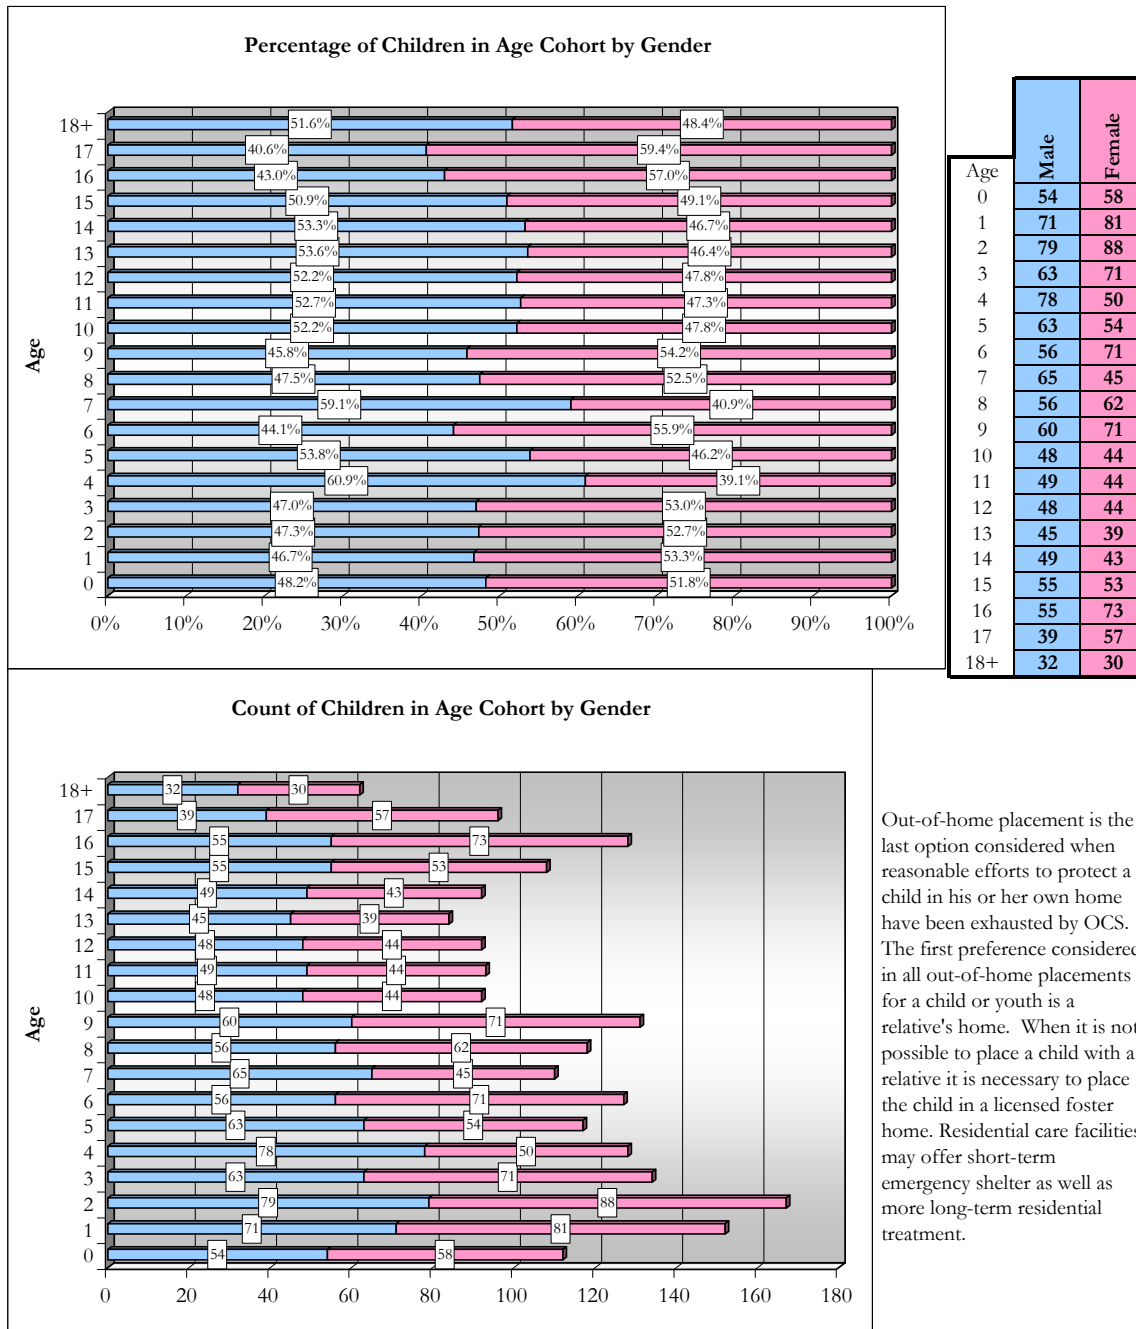 Percentage of Children in Age Cohort by Gender
Age
18+ 51.6% 48.4%
17 40.6% 59.4%
16 43.0% 57.0%
15 50.9% 49.1%
14 53.3% 46.7%
13 53.6% 46.4%
12 52.2% 47.8%
11 52.7% 47.3%
10 52.2% 47.8%
9 45.8% 54.2%
8 47.5% 52.5%
7 59.1% 40.9%
6 44.1% 55.9%
5 53.8% 46.2%
4 60.9% 39.1%
3 47.0% 53.0%
2 47.3% 52.7%
1 46.7% 53.3%
0 48.2% 51.8%
0% 10% 20% 30% 40% 50% 60% 70% 80% 90% 100%
Age Male Female
0 54 58
1 71 81
2 79 88
3 63 71
4 78 50
5 63 54
6 56 71
7 65 45
8 56 62
9 60 71
10 48 44
11 49 44
12 48 44
13 45 39
14 49 43
15 55 53
16 55 73
17 39 57
18+ 32 30
Count of Children in Age Cohort by Gender
Age
18+ 32 30
17 39 57
16 55 73
15 55 53
14 49 43
13 45 39
12 48 44
11 49 44
10 48 44
9 60 71
8 56 62
7 65 45
6 56 71
5 63 54
4 78 50
3 63 71
2 79 88
1 71 81
0 54 58
0 20 40 60 80 100 120 140 160 180
Out-of-home placement is the
last option considered when
reasonable efforts to protect a
child in his or her own home
have been exhausted by OCS.
The first preference considered
in all out-of-home placements
for a child or youth is a
relative's home. When it is not
possible to place a child with a
relative it is necessary to place
the child in a licensed foster
home. Residential care facilities
may offer short-term
emergency shelter as well as
more long-term residential
treatment.